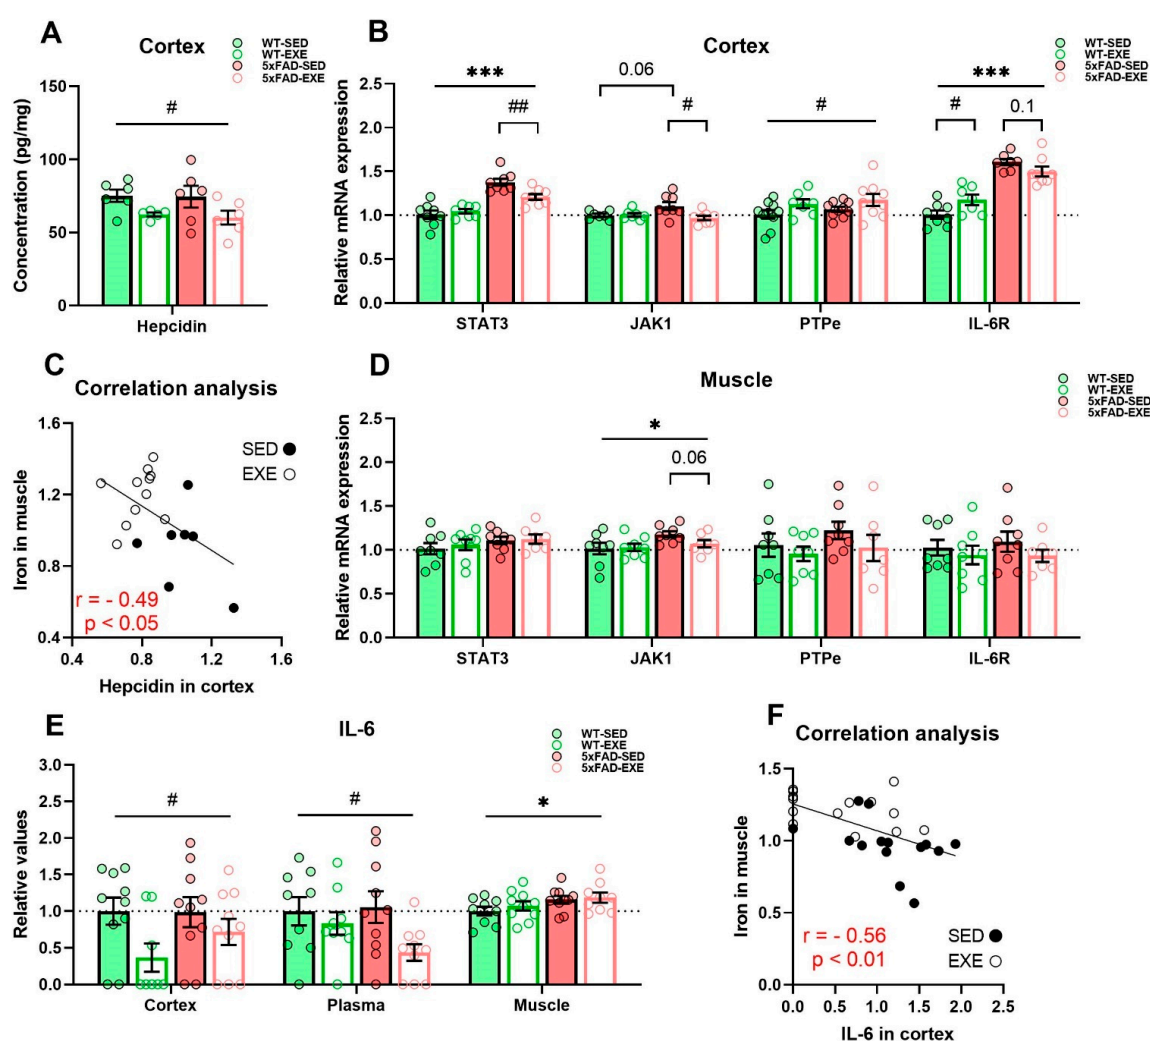 A
Cortex
WT-SED
WT-EXE
5xFAD-SED
5xFAD-EXE
Concentration (pg/mg)
150
100
50
0
#
Hepcidin
B
Cortex
WT-SED
WT-EXE
5xFAD-SED
5xFAD-EXE
Relative mRNA expression
2.5
2.0
1.5
1.0
0.5
0.0
***
##
0.06
#
#
***
#
0.1
STAT3
JAK1
PTPe
IL-6R
C
Correlation analysis
Iron in muscle
1.6
1.2
0.8
0.4
SED
EXE
r = - 0.49
p < 0.05
0.4
0.8
1.2
1.6
Hepcidin in cortex
D
Muscle
WT-SED
WT-EXE
5xFAD-SED
5xFAD-EXE
Relative mRNA expression
2.5
2.0
1.5
1.0
0.5
0.0
*
0.06
STAT3
JAK1
PTPe
IL-6R
E
IL-6
WT-SED
WT-EXE
5xFAD-SED
5xFAD-EXE
Relative values
3.0
2.5
2.0
1.5
1.0
0.5
0.0
#
#
*
Cortex
Plasma
Muscle
F
Correlation analysis
Iron in muscle
1.5
1.0
0.5
0.0
r = - 0.56
p < 0.01
SED
EXE
0.0
0.5
1.0
1.5
2.0
2.5
IL-6 in cortex